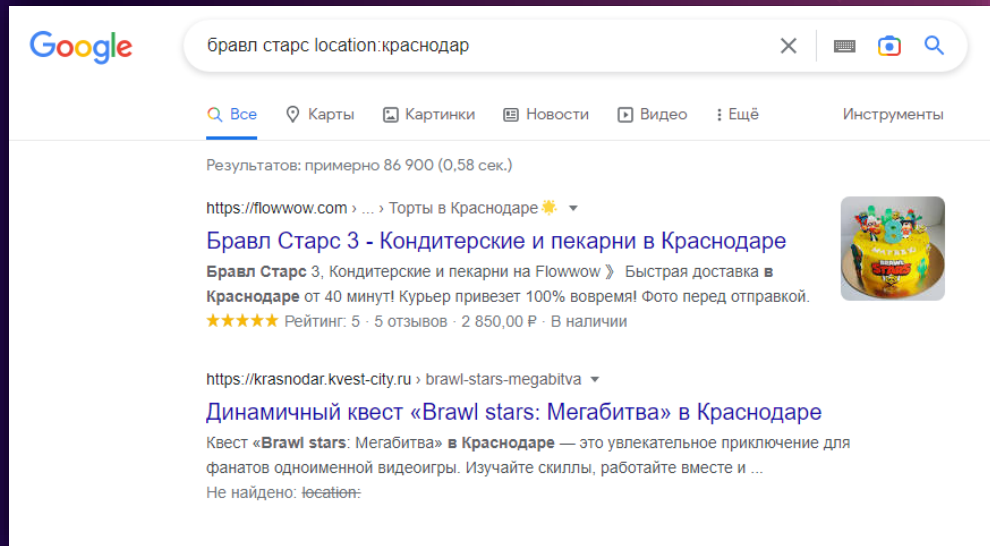 Google
бравл старс location:краснодар
Все Карты Картинки Новости Видео Ещё Инструменты
Результатов: примерно 86 900 (0,58 сек.)
https://flowwow.com › ... › Торты в Краснодаре
Бравл Старс 3 - Кондитерские и пекарни в Краснодаре
Бравл Старс 3, Кондитерские и пекарни на Flowwow 》 Быстрая доставка в
Краснодаре от 40 минут! Курьер привезет 100% вовремя! Фото перед отправкой.
★★★★★ Рейтинг: 5 · 5 отзывов · 2 850,00 ₽ · В наличии
8
BRAWL
STARS
https://krasnodar.kvest-city.ru › brawl-stars-megabitva
Динамичный квест «Brawl stars: Мегабитва» в Краснодаре
Квест «Brawl stars: Мегабитва» в Краснодаре — это увлекательное приключение для
фанатов одноименной видеоигры. Изучайте скиллы, работайте вместе и ...
Не найдено: location: